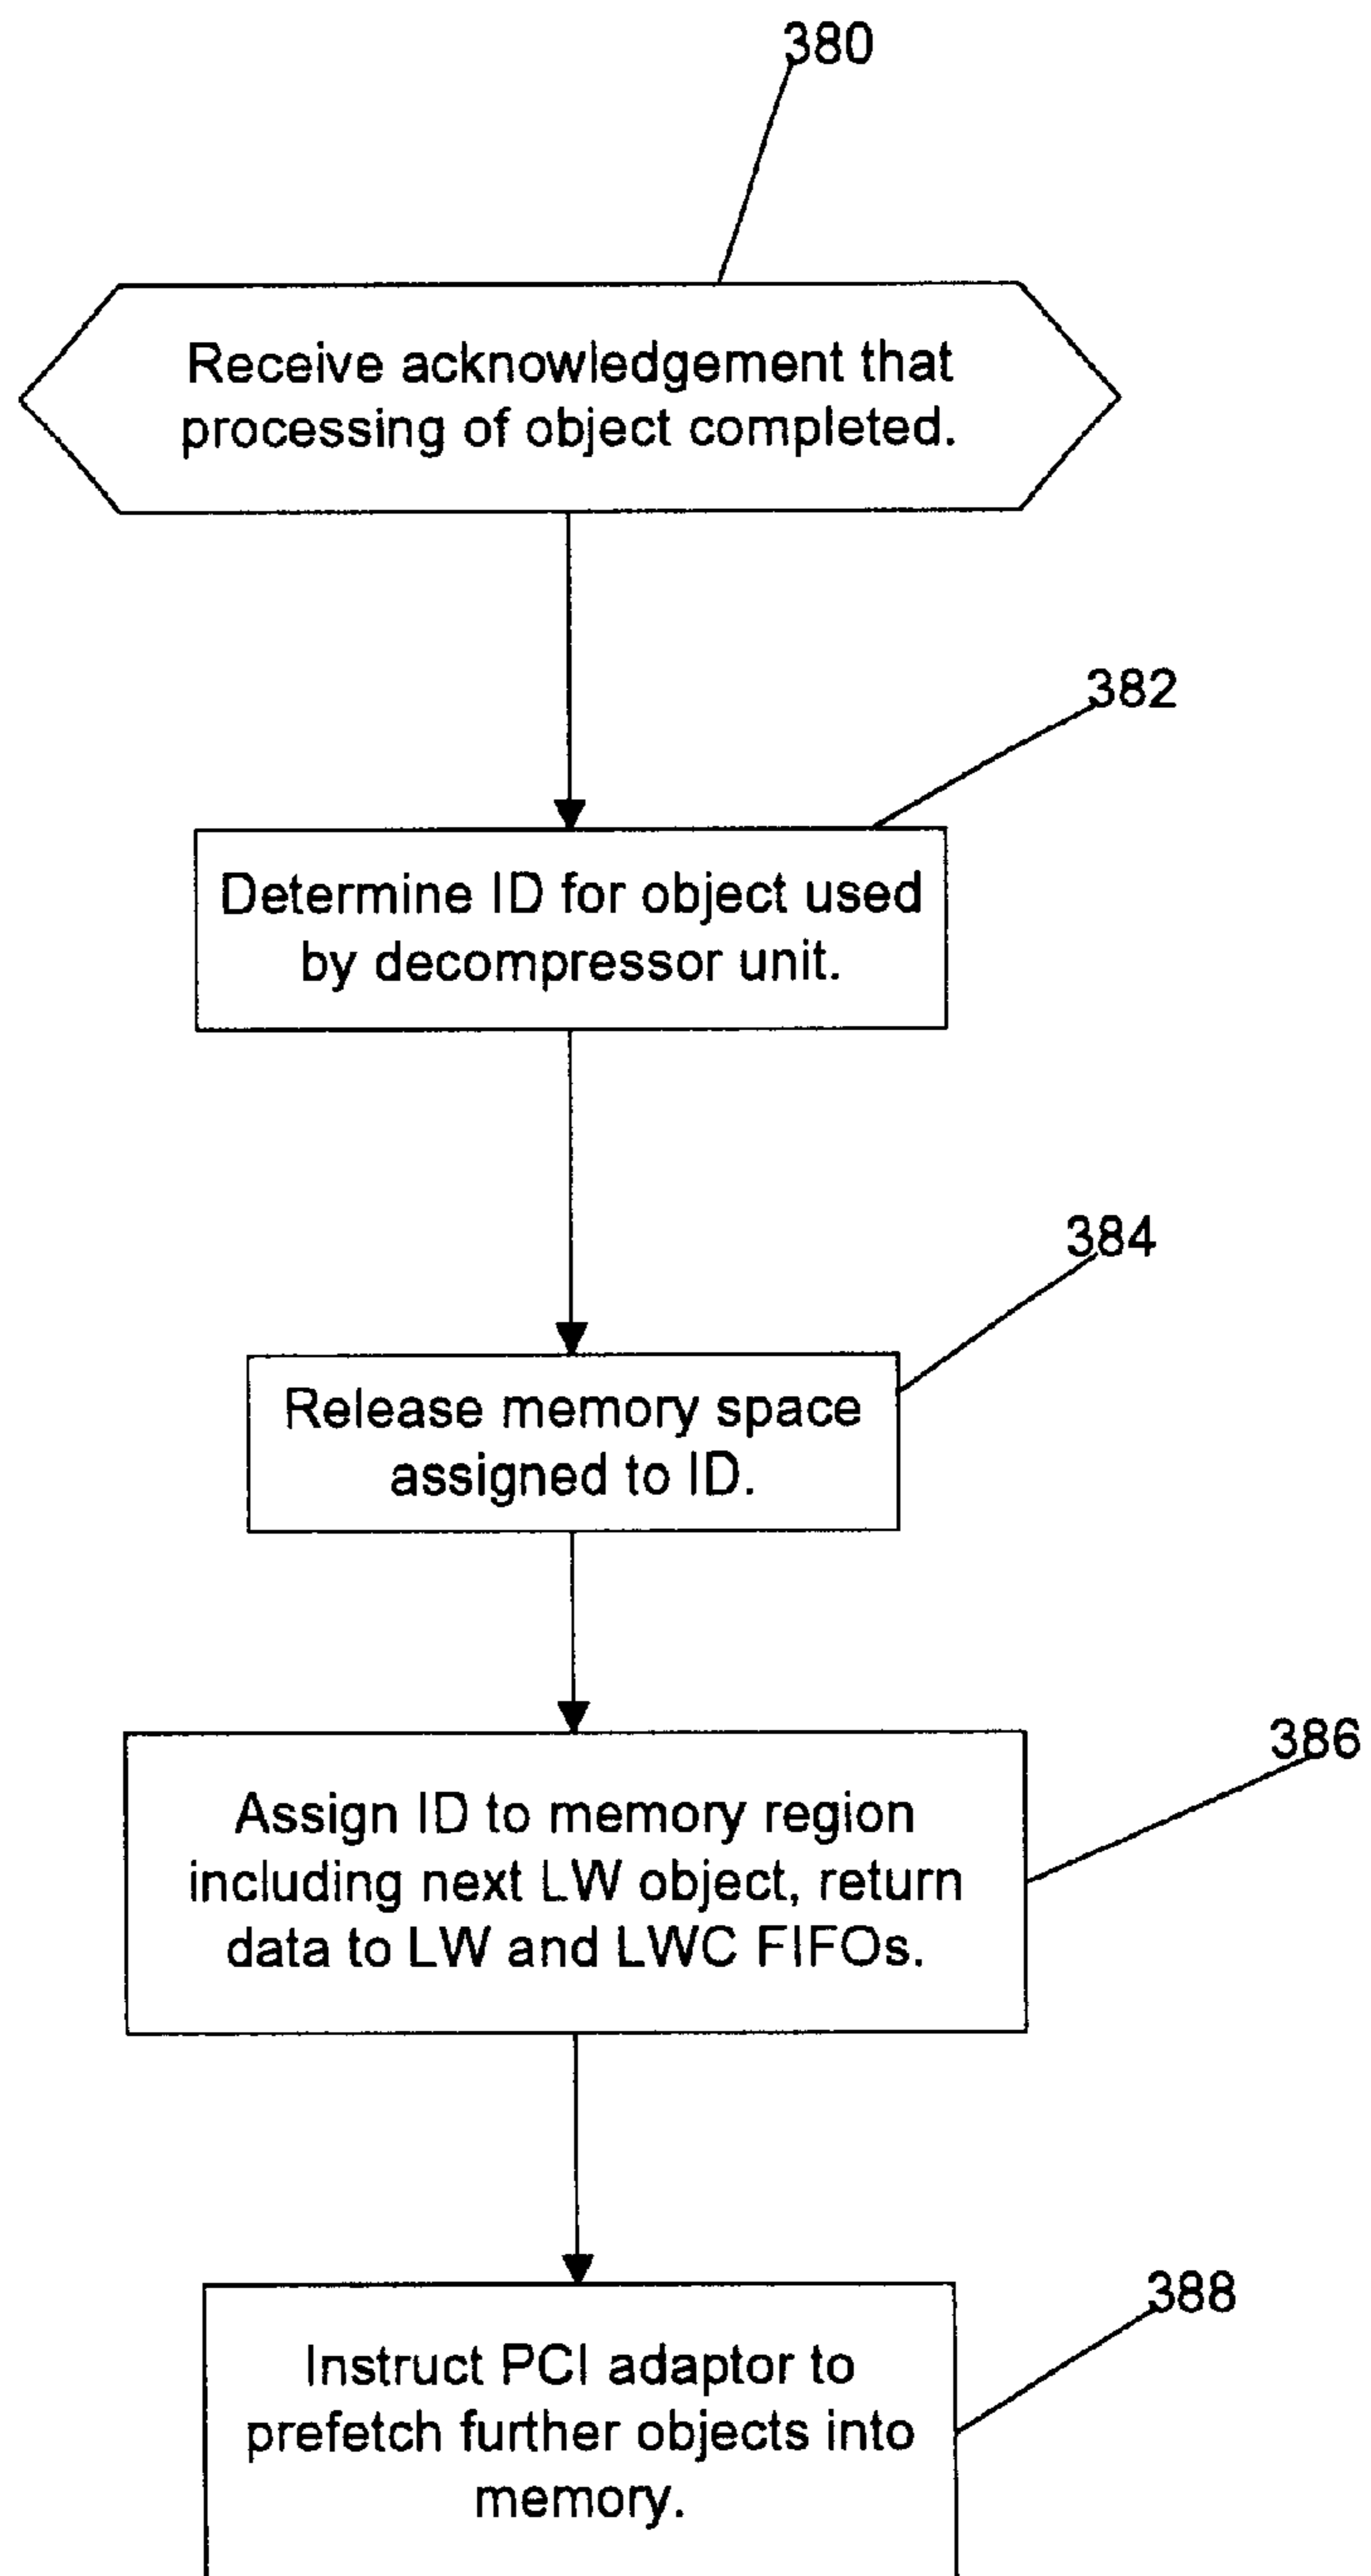 380
Receive acknowledgement that
processing of object completed.
382
Determine ID for object used
by decompressor unit.
384
Release memory space
assigned to ID.
386
Assign ID to memory region
including next LW object, return
data to LW and LWC FIFOs.
388
Instruct PCI adaptor to
prefetch further objects into
memory.